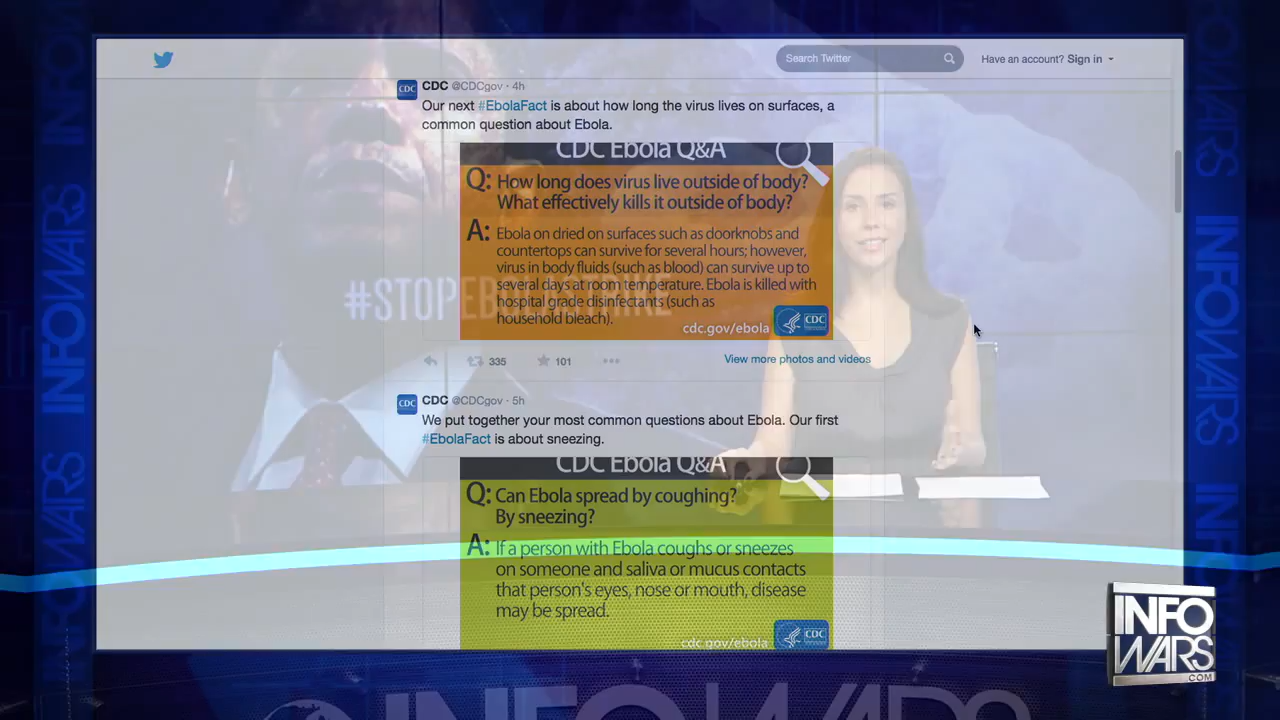 Search Twitter
Have an account? Sign in
CDC @CDCgov · 4h
Our next #EbolaFact is about how long the virus lives on surfaces, a
common question about Ebola.
CDC Ebola Q&A
Q: How long does virus live outside of body?
What effectively kills it outside of body?
A: Ebola on dried on surfaces such as doorknobs and
countertops can survive for several hours; however,
virus in body fluids (such as blood) can survive up to
several days at room temperature. Ebola is killed with
hospital grade disinfectants (such as
household bleach).
cdc.gov/ebola
CDC
#STOPEBOLASTRIKE
335
101
View more photos and videos
CDC
CDC @CDCgov · 5h
We put together your most common questions about Ebola. Our first
#EbolaFact is about sneezing.
CDC Ebola Q&A
Q: Can Ebola spread by coughing?
By sneezing?
A: If a person with Ebola coughs or sneezes
on someone and saliva or mucus contacts
that person's eyes, nose or mouth, disease
may be spread.
cdc.gov/ebola
CDC
INFOWARS
INFOWARS
INFO
WARS
.COM
INFOWARS